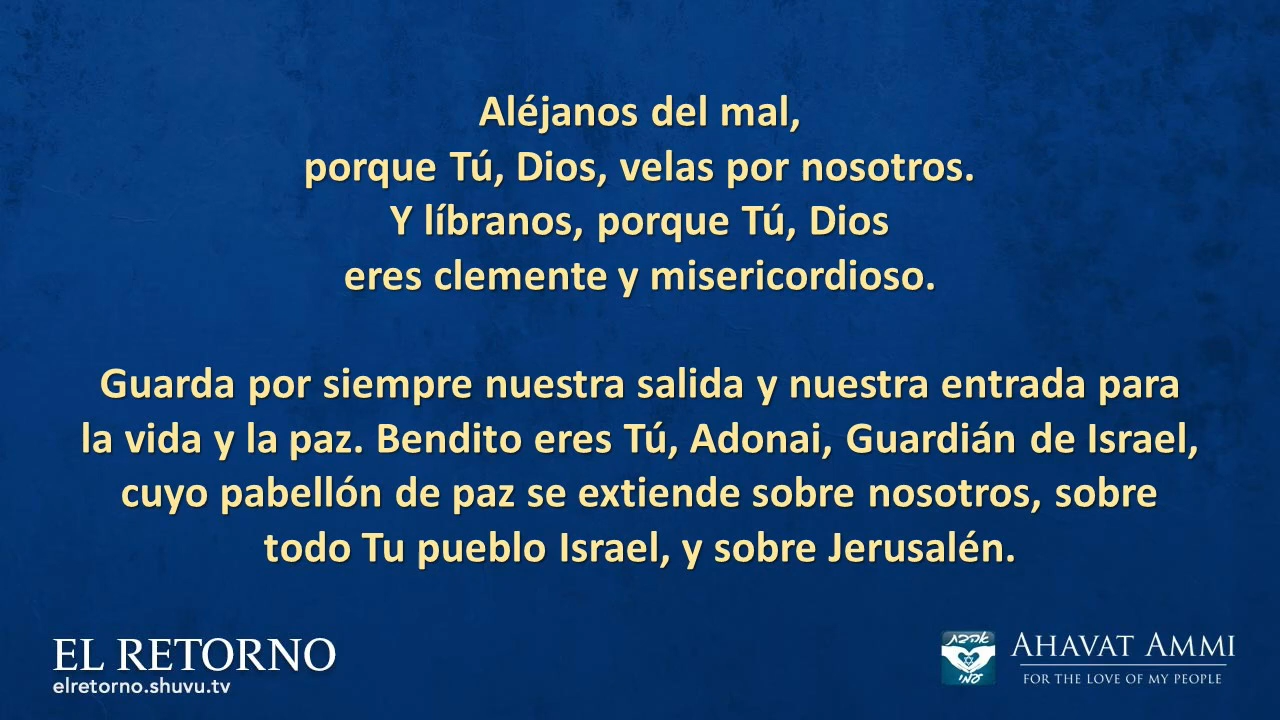 Aléjanos del mal,
porque Tú, Dios, velas por nosotros.
Y líbranos, porque Tú, Dios
eres clemente y misericordioso.
Guarda por siempre nuestra salida y nuestra entrada para
la vida y la paz. Bendito eres Tú, Adonai, Guardián de Israel,
cuyo pabellón de paz se extiende sobre nosotros, sobre
todo Tu pueblo Israel, y sobre Jerusalén.
EL RETORNO
elretorno.shuvu.tv
אהבת
עמי
AHAVAT AMMI
FOR THE LOVE OF MY PEOPLE